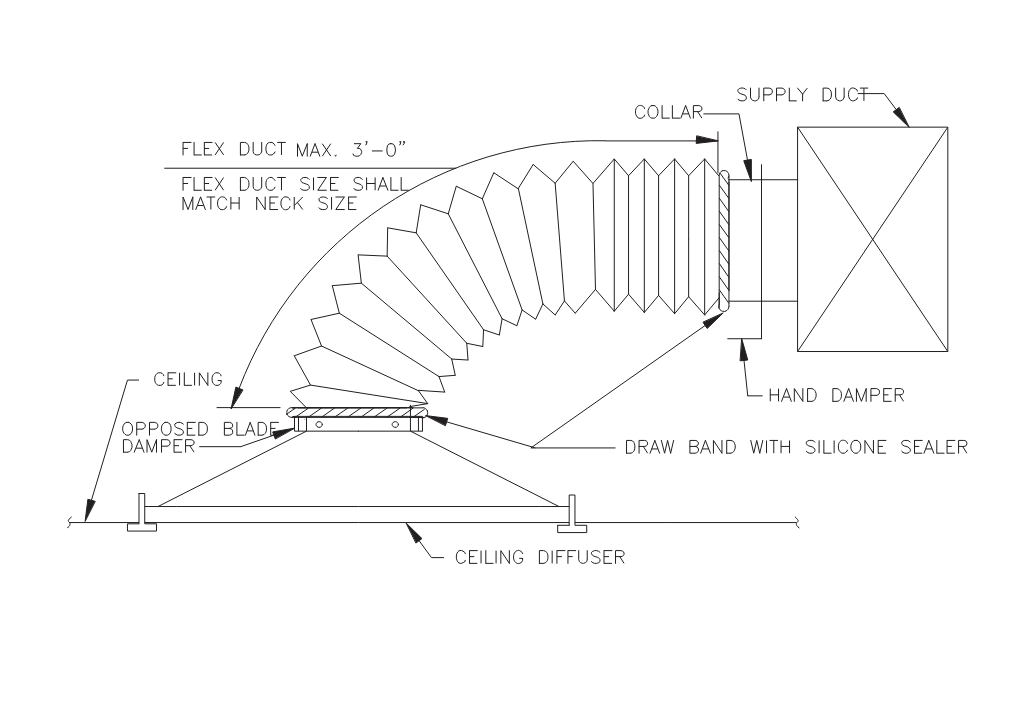 SUPPLY DUCT
COLLAR
FLEX DUCT MAX. 3'-0"
FLEX DUCT SIZE SHALL
MATCH NECK SIZE
CEILING
HAND DAMPER
OPPOSED BLADE
DAMPER
DRAW BAND WITH SILICONE SEALER
CEILING DIFFUSER